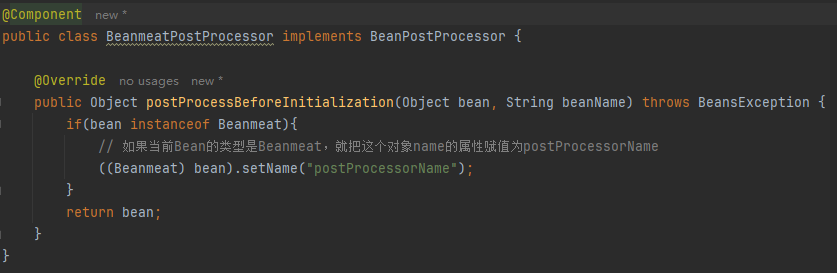 @Component new *
public class BeanmeatPostProcessor implements BeanPostProcessor {
@Override no usages new *
public Object postProcessBeforeInitialization(Object bean, String beanName) throws BeansException {
if(bean instanceof Beanmeat){
// 如果当前Bean的类型是Beanmeat，就把这个对象name的属性赋值为postProcessorName
((Beanmeat) bean).setName("postProcessorName");
}
return bean;
}
}